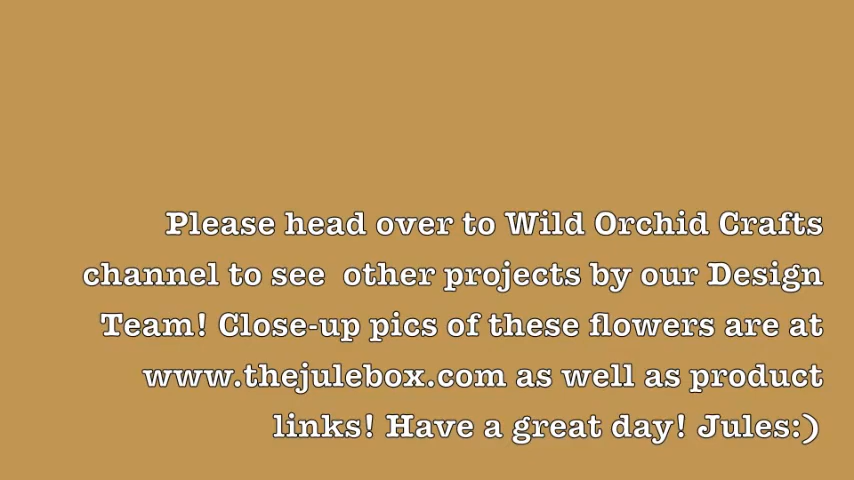 Please head over to Wild Orchid Crafts
channel to see  other projects by our Design
Team! Close-up pics of these flowers are at
www.thejulebox.com as well as product
links! Have a great day! Jules:)